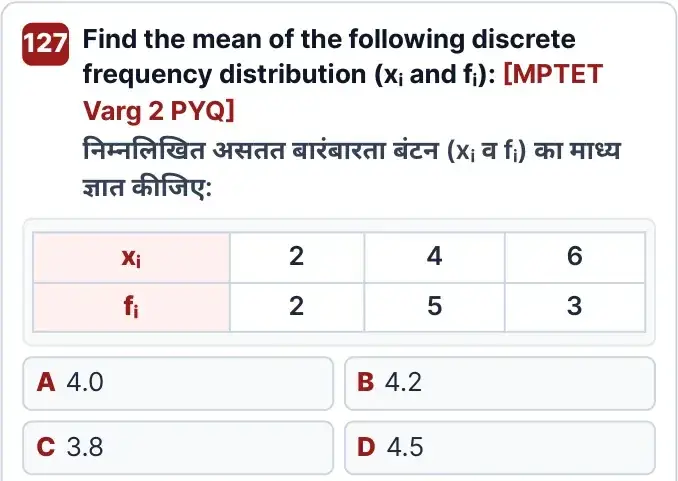 127 Find the mean of the following discrete
frequency distribution (xᵢ and fᵢ): [MPTET
Varg 2 PYQ]
निम्नलिखित असतत बारंबारता बंटन (xᵢ व fᵢ) का माध्य
ज्ञात कीजिए:
xᵢ 2 4 6
fᵢ 2 5 3
A 4.0 B 4.2
C 3.8 D 4.5